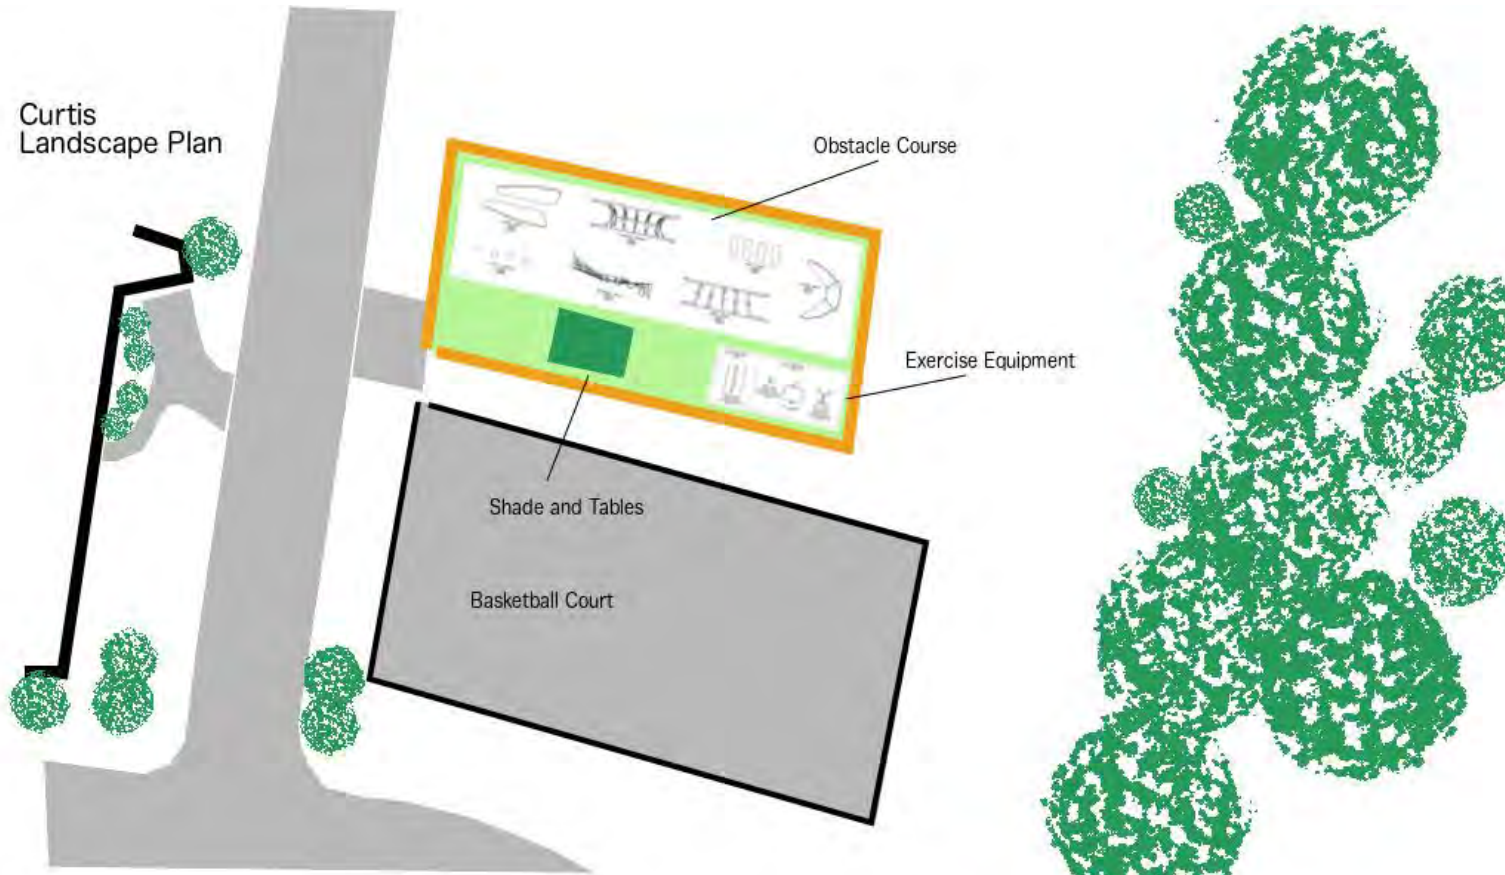 Curtis
Landscape Plan
Obstacle Course
Exercise Equipment
Shade and Tables
Basketball Court